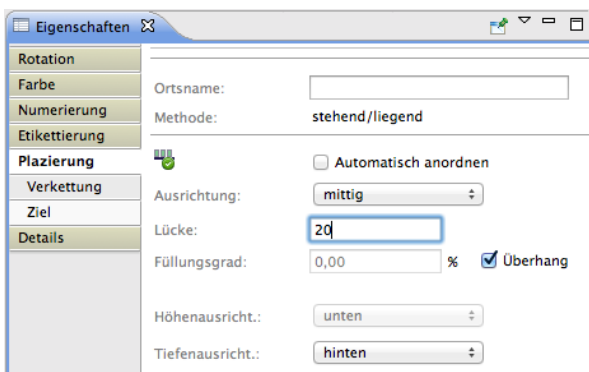 Eigenschaften
Rotation
Farbe
Numerierung
Etikettierung
Plazierung
Verkettung
Ziel
Details
Ortsname:
Methode: stehend/liegend
Automatisch anordnen
Ausrichtung: mittig
Lücke: 20
Füllungsgrad: 0,00 % Überhang
Höhenausricht.: unten
Tiefenausricht.: hinten